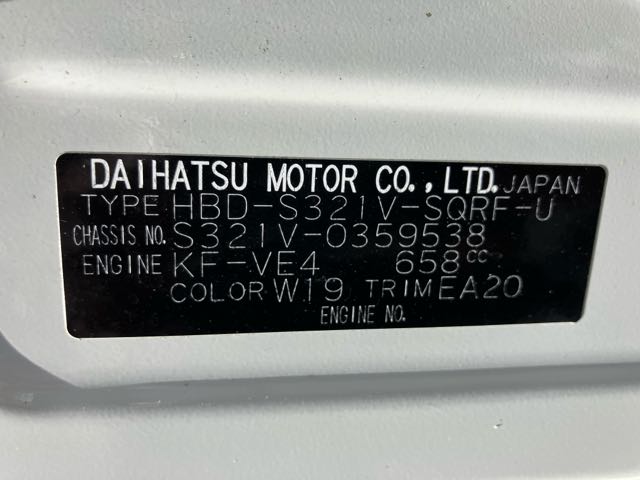 DAIHATSU MOTOR CO.,LTD. JAPAN
TYPE HBD-S321V-SQRF-U
CHASSIS NO. S321V-0359538
ENGINE KF-VE4 658CC
COLOR W19 TRIM EA20
ENGINE NO.